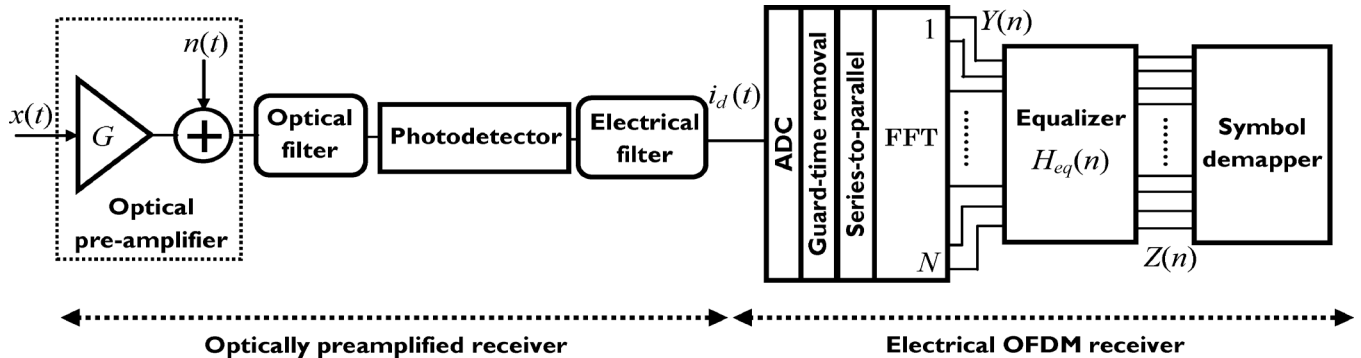 x(t)
G
n(t)
+
Optical
pre-amplifier
Optical
filter
Photodetector
Electrical
filter
i_d(t)
ADC
Guard-time removal
Series-to-parallel
FFT
1
N
Y(n)
Equalizer
H_eq(n)
Z(n)
Symbol
demapper
Optically preamplified receiver
Electrical OFDM receiver